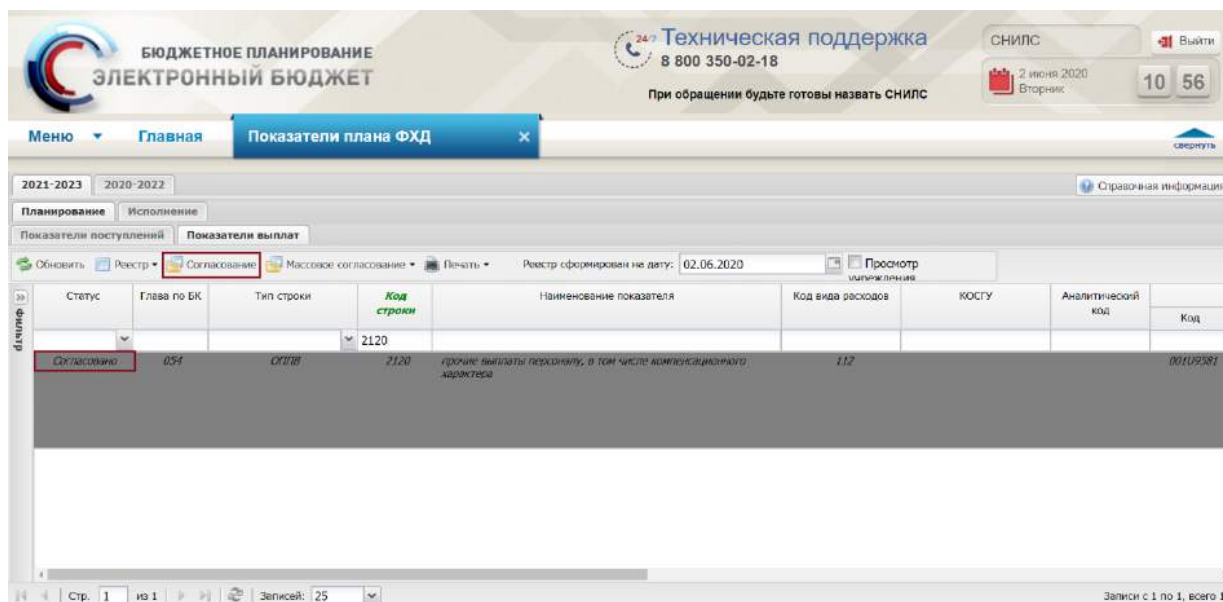 БЮДЖЕТНОЕ ПЛАНИРОВАНИЕ
ЭЛЕКТРОННЫЙ БЮДЖЕТ
24/7 Техническая поддержка
8 800 350-02-18
При обращении будьте готовы назвать СНИЛС
СНИЛС
Выйти
2 июня 2020
Вторник
10 56
Меню Главная Показатели плана ФХД ×
свернуть
2021-2023 2020-2022
Справочная информация
Планирование Исполнение
Показатели поступлений Показатели выплат
Обновить Реестр Согласование Массовое согласование Печать Реестр сформирован на дату: 02.06.2020 Просмотр
учреждения
Фильтр
Статус Глава по БК Тип строки Код строки Наименование показателя Код вида расходов КОСГУ Аналитический код Код
2120
Согласовано 054 ОППВ 2120 прочие выплаты персоналу, в том числе компенсационного 112 001U9581
характера
Стр. 1 из 1 Записей: 25 Записи с 1 по 1, всего 1